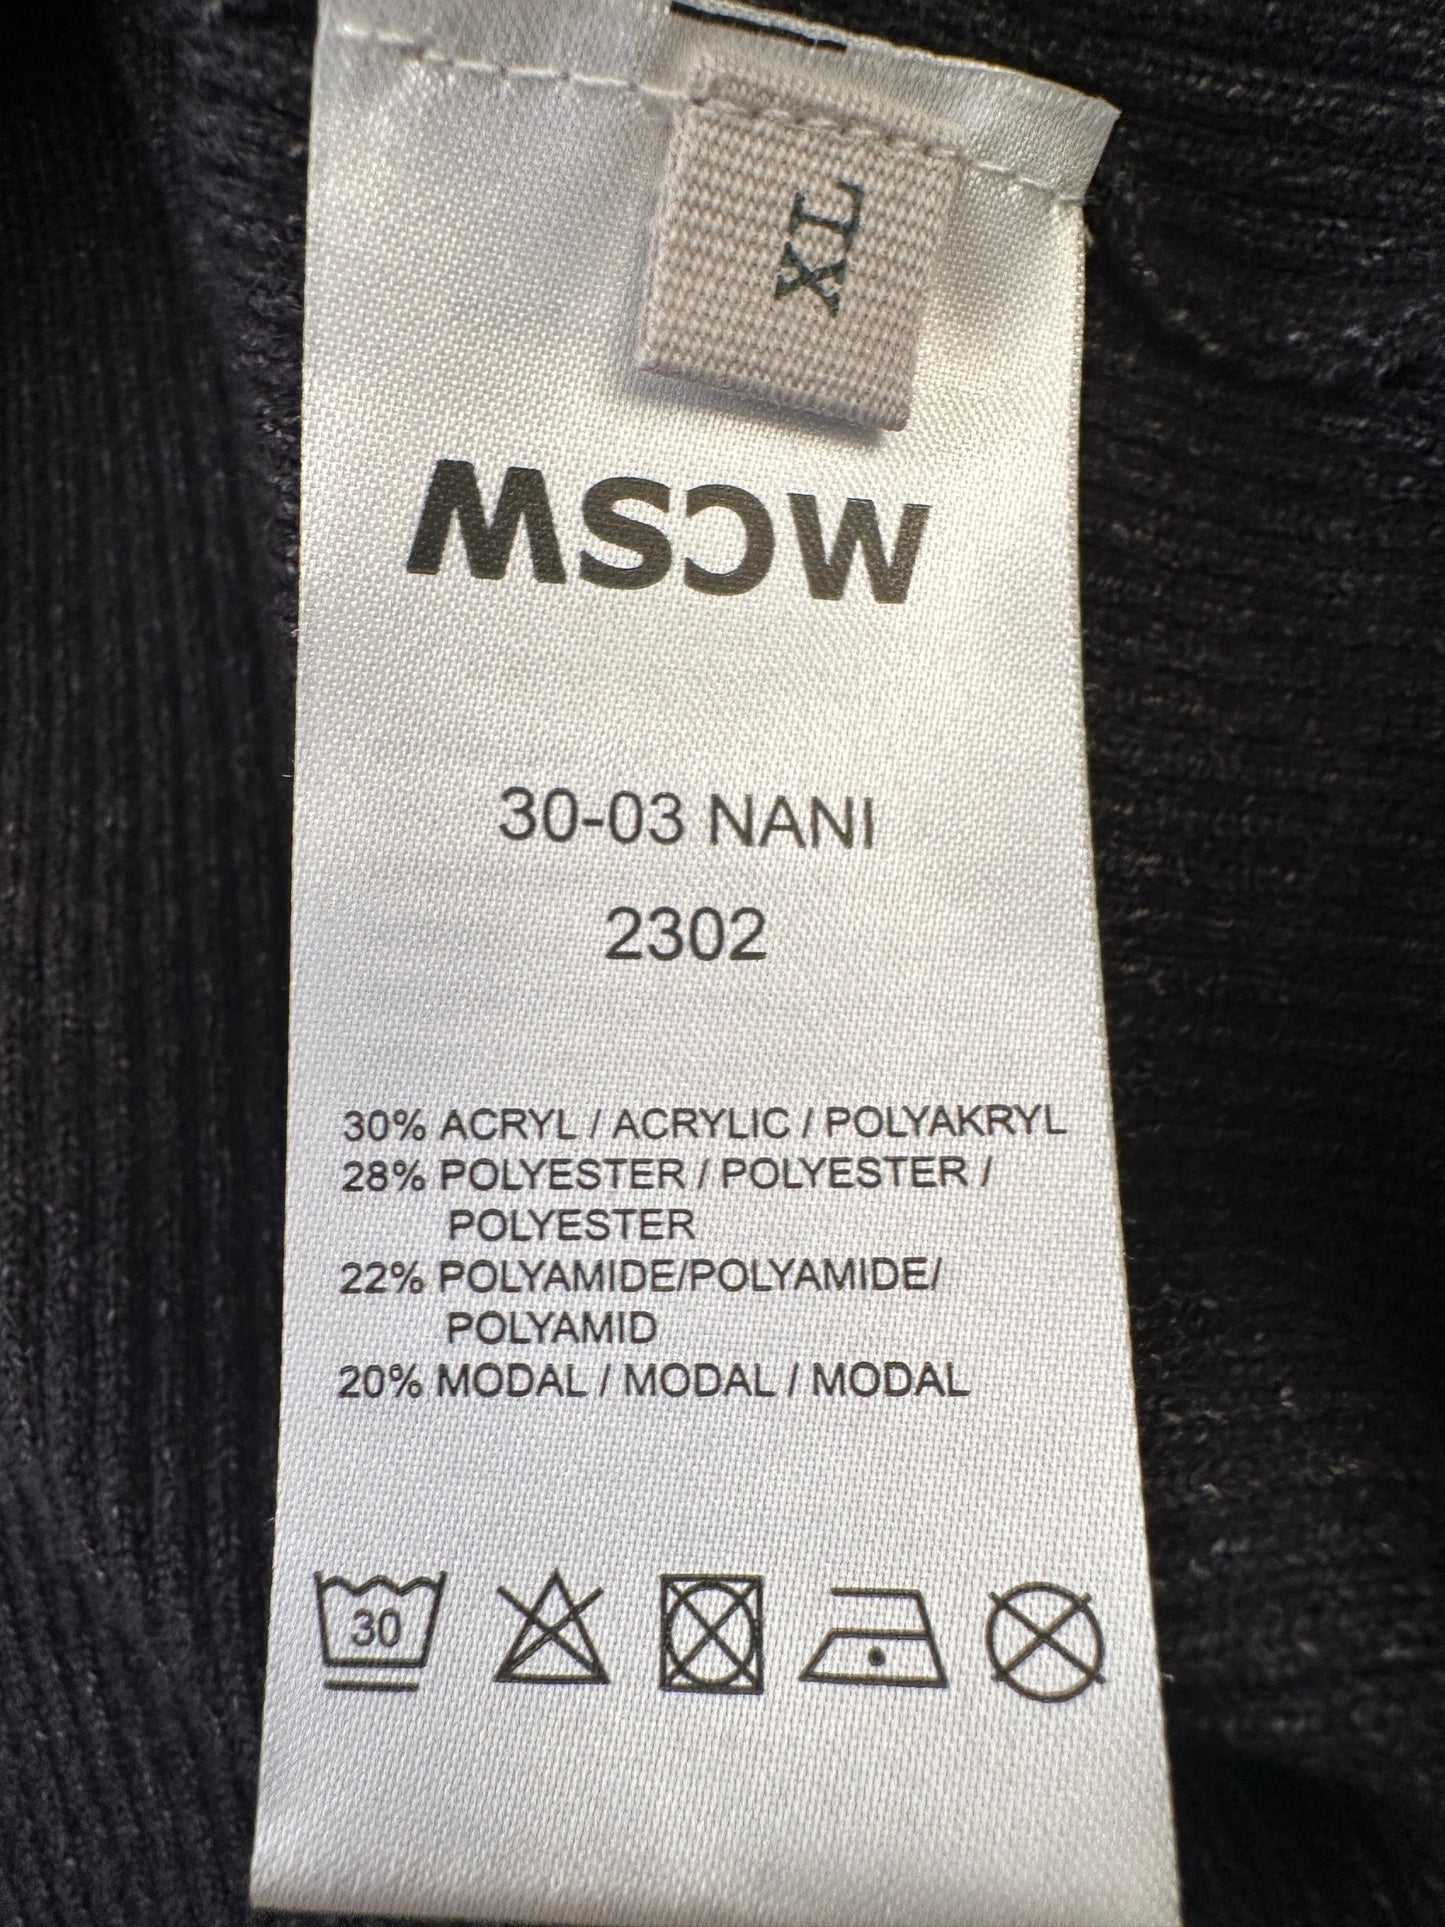 XL
MSCW
30-03 NANI
2302
30% ACRYL / ACRYLIC / POLYAKRYL
28% POLYESTER / POLYESTER /
POLYESTER
22% POLYAMIDE/POLYAMIDE/
POLYAMID
20% MODAL / MODAL / MODAL
30